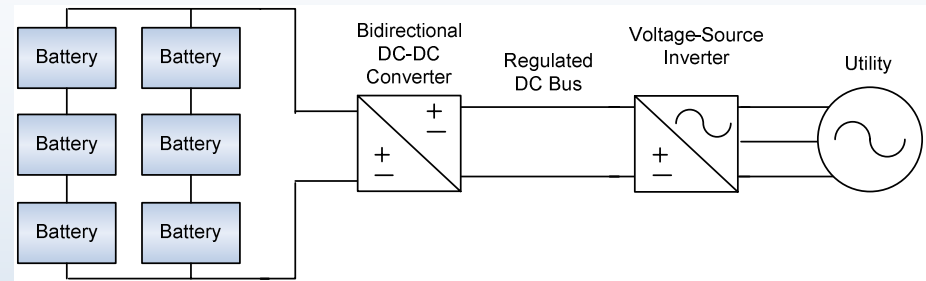 Battery
Battery
Battery
Battery
Battery
Battery
Bidirectional
DC-DC
Converter
+
−
+
−
Regulated
DC Bus
Voltage-Source
Inverter
+
−
Utility